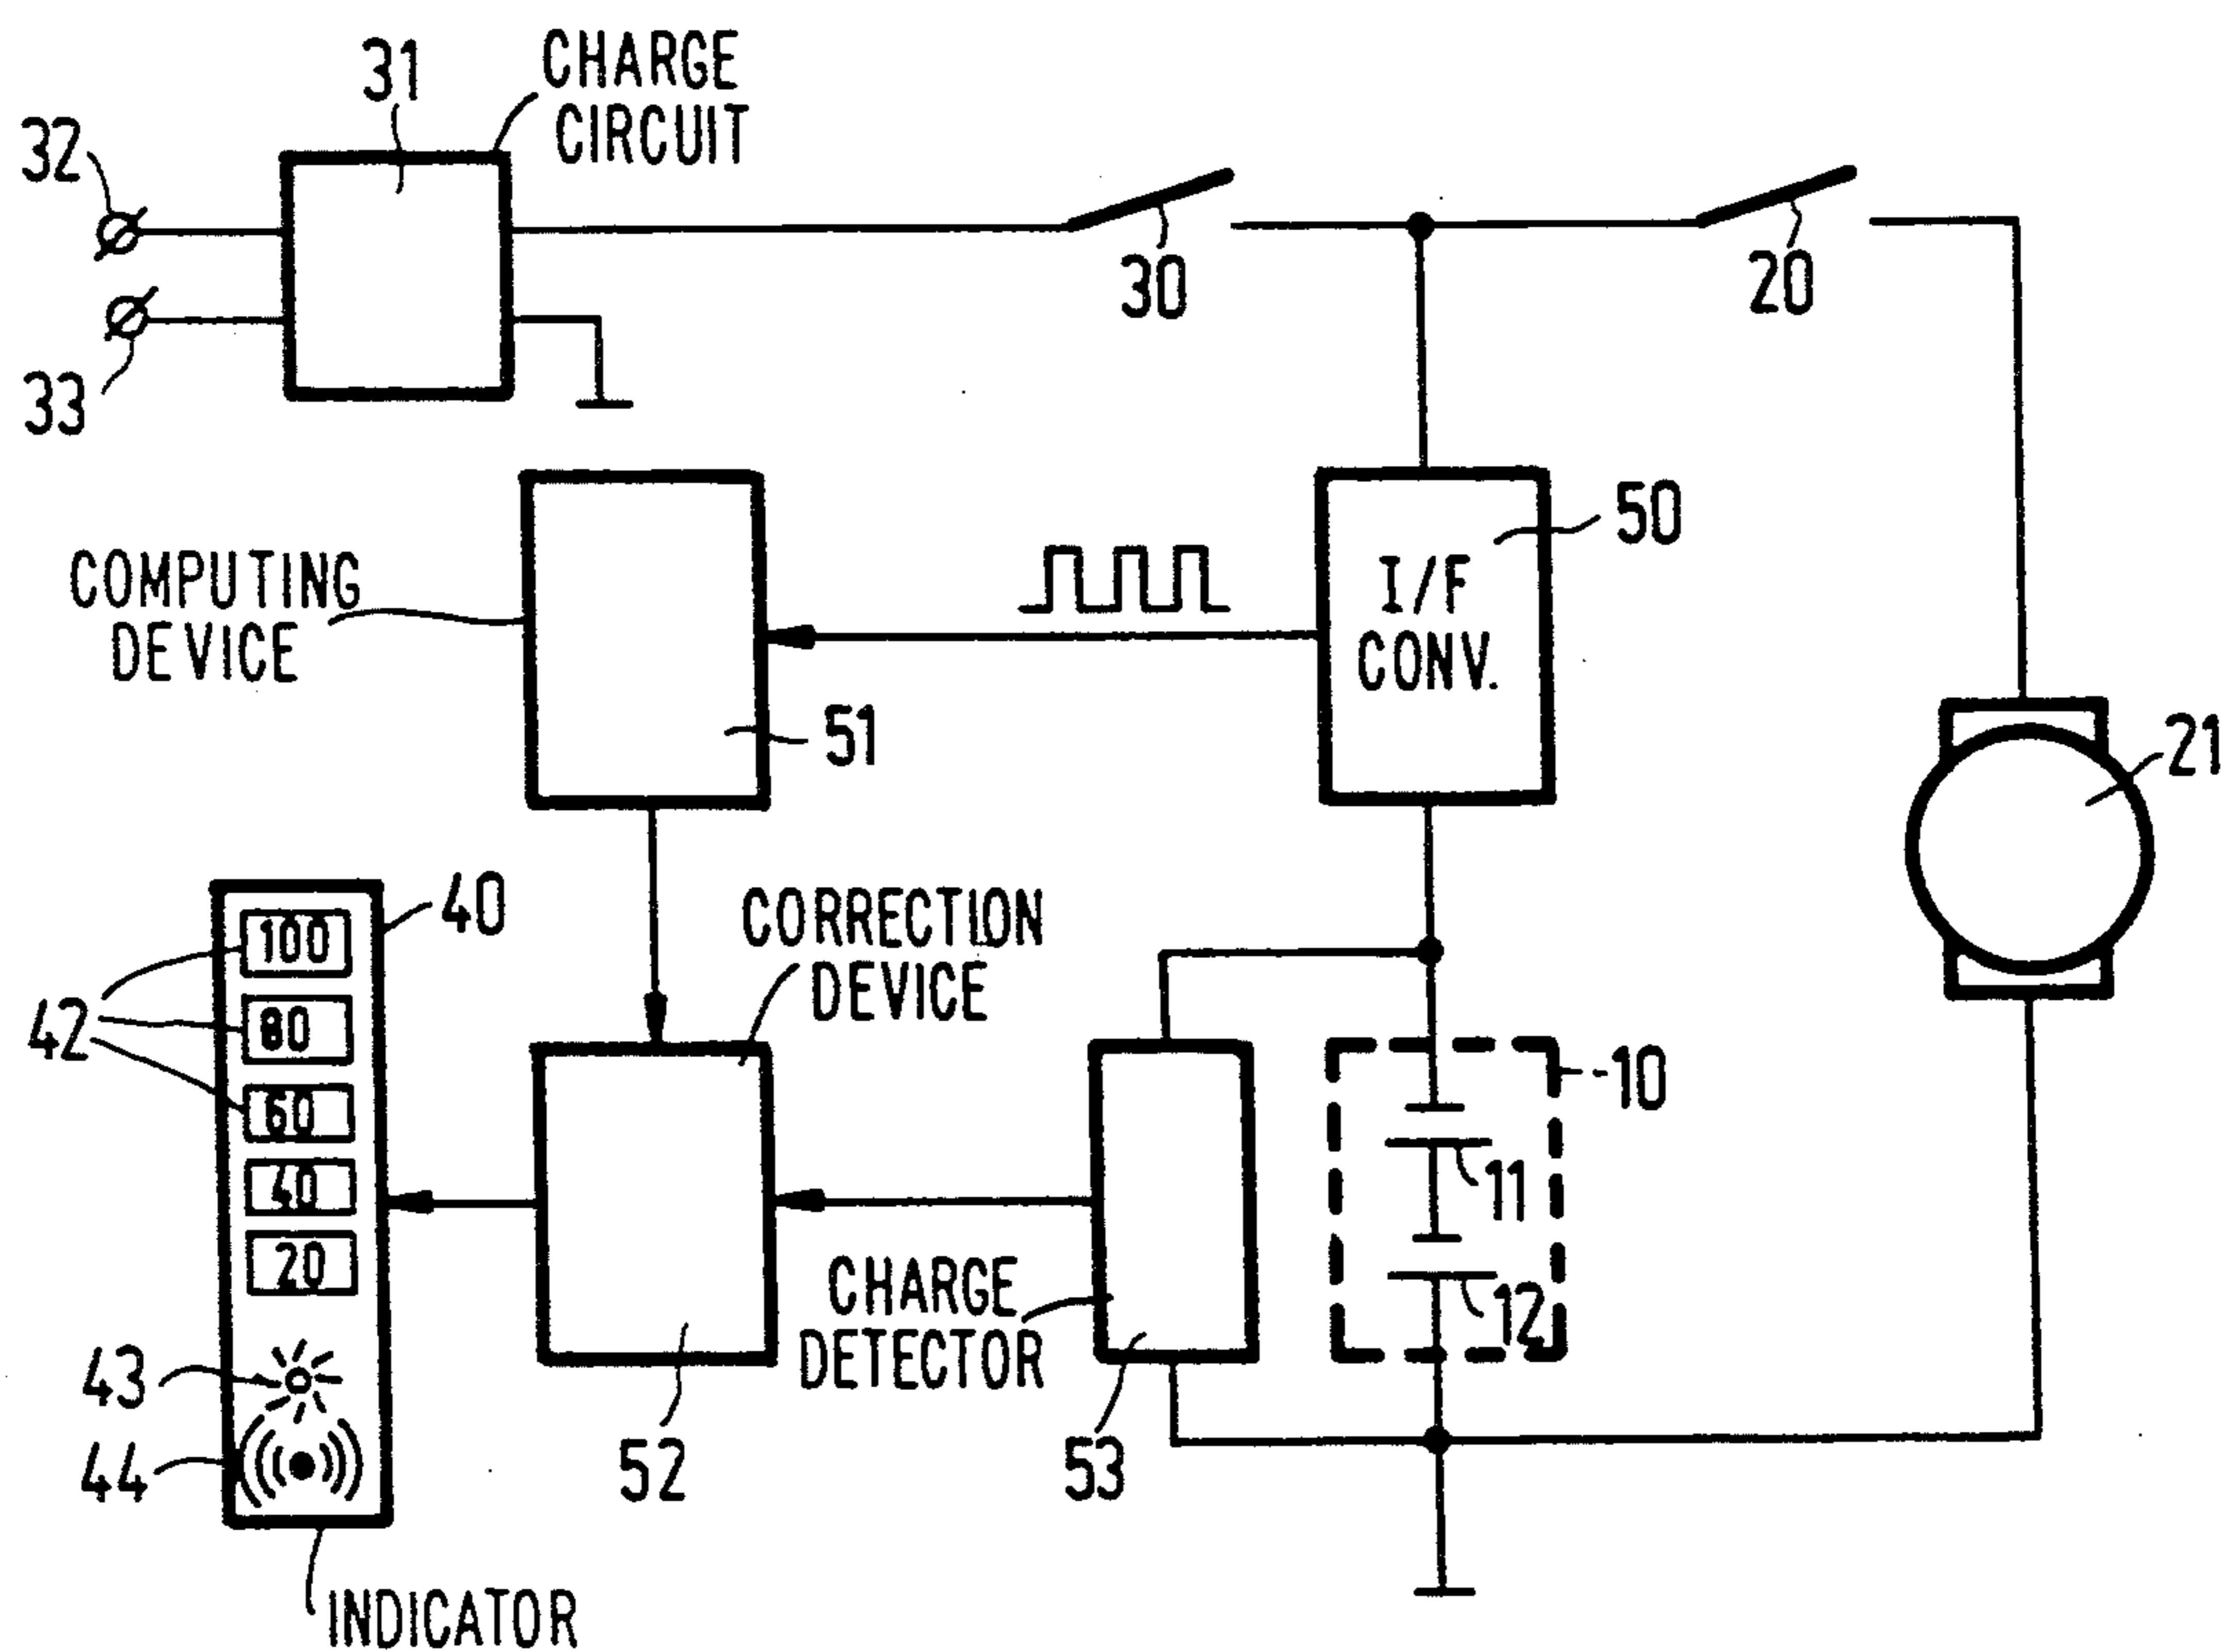 31
CHARGE
CIRCUIT
32
33
30
20
COMPUTING
DEVICE
51
I/F
CONV.
50
21
40
100
80
60
40
20
42
43
44
INDICATOR
CORRECTION
DEVICE
52
CHARGE
DETECTOR
53
10
11
12